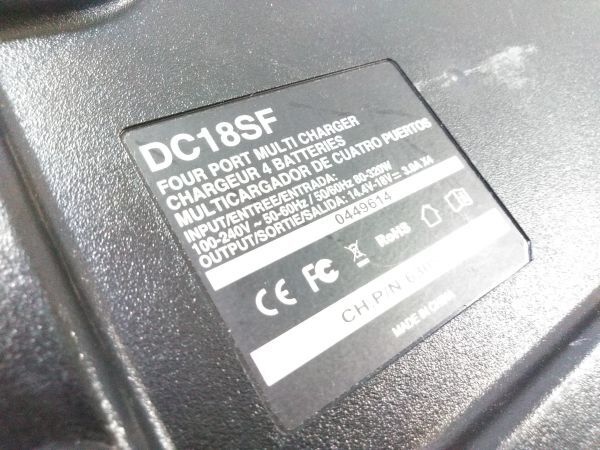 DC18SF
FOUR PORT MULTI CHARGER
CHARGEUR 4 BATTERIES
MULTICARGADOR DE CUATRO PUERTOS
INPUT/ENTREE/ENTRADA:
100-240V ~ 50-60Hz / 50/60Hz 80-320W
OUTPUT/SORTIE/SALIDA: 14.4V-18V ⎓ 3.0A X4
0449614
CE FC RoHS
CH P/N
MADE IN CHINA